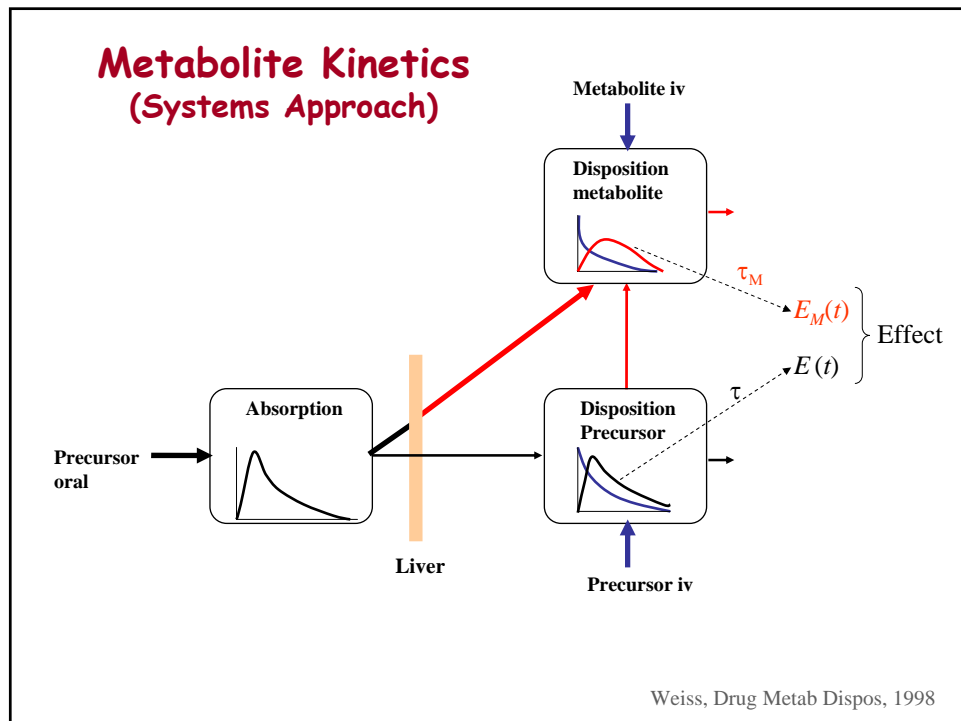 Metabolite Kinetics
(Systems Approach)
Metabolite iv
Disposition
metabolite
τM
EM(t)
E(t)
Effect
τ
Absorption
Disposition
Precursor
Precursor
oral
Liver
Precursor iv
Weiss, Drug Metab Dispos, 1998